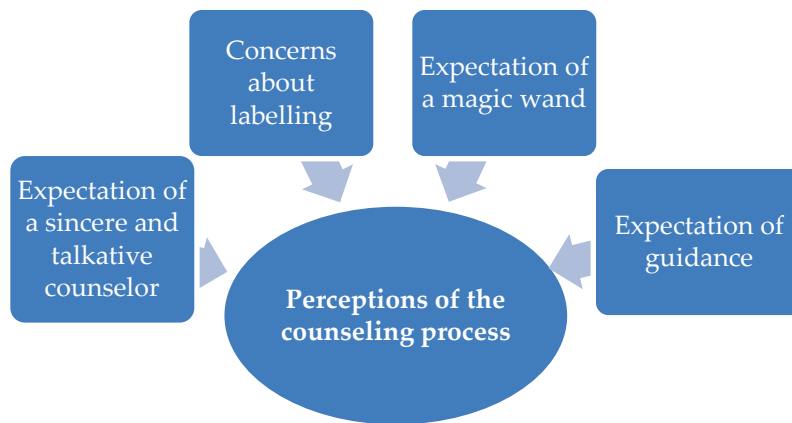 Concerns
about
labelling
Expectation of
a magic wand
Expectation of
a sincere and
talkative
counselor
Expectation of
guidance
Perceptions of the
counseling process